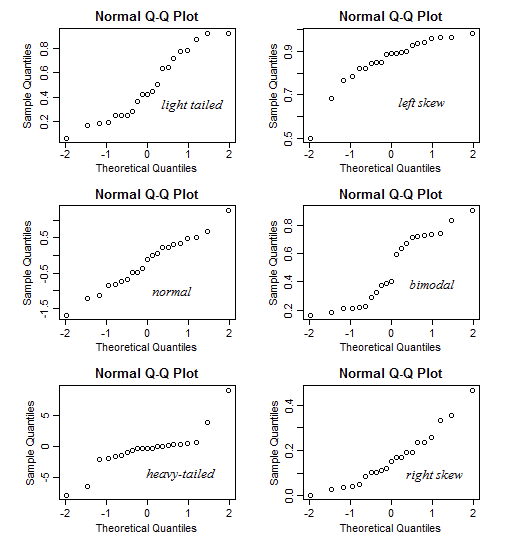 Normal Q-Q Plot
Sample Quantiles
0.2 0.4 0.6 0.8
light tailed
-2 -1 0 1 2
Theoretical Quantiles
Normal Q-Q Plot
Sample Quantiles
0.5 0.7 0.9
left skew
-2 -1 0 1 2
Theoretical Quantiles
Normal Q-Q Plot
Sample Quantiles
-1.5 -0.5 0.5
normal
-2 -1 0 1 2
Theoretical Quantiles
Normal Q-Q Plot
Sample Quantiles
0.2 0.4 0.6 0.8
bimodal
-2 -1 0 1 2
Theoretical Quantiles
Normal Q-Q Plot
Sample Quantiles
-5 0 5
heavy-tailed
-2 -1 0 1 2
Theoretical Quantiles
Normal Q-Q Plot
Sample Quantiles
0.0 0.2 0.4
right skew
-2 -1 0 1 2
Theoretical Quantiles